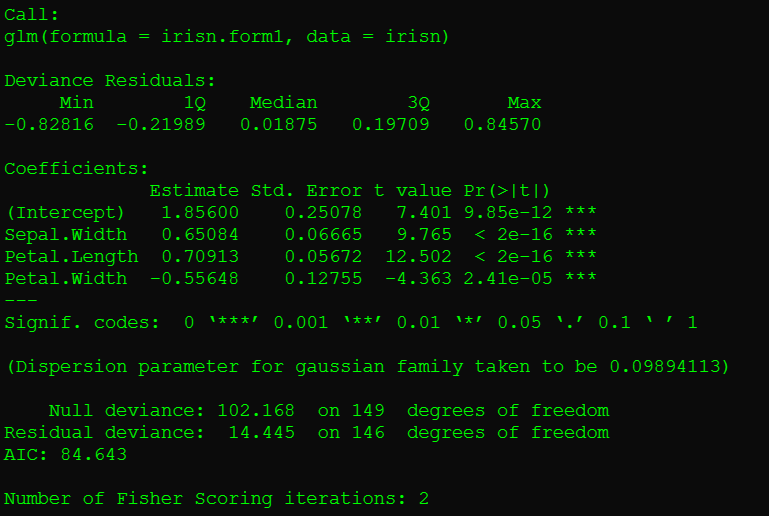 Call:
glm(formula = irisn.form1, data = irisn)

Deviance Residuals:
     Min        1Q    Median        3Q       Max
-0.82816  -0.21989   0.01875   0.19709   0.84570

Coefficients:
             Estimate Std. Error t value Pr(>|t|)
(Intercept)   1.85600    0.25078   7.401 9.85e-12 ***
Sepal.Width   0.65084    0.06665   9.765  < 2e-16 ***
Petal.Length  0.70913    0.05672  12.502  < 2e-16 ***
Petal.Width  -0.55648    0.12755  -4.363 2.41e-05 ***
---
Signif. codes:  0 ‘***’ 0.001 ‘**’ 0.01 ‘*’ 0.05 ‘.’ 0.1 ‘ ’ 1

(Dispersion parameter for gaussian family taken to be 0.09894113)

    Null deviance: 102.168  on 149  degrees of freedom
Residual deviance:  14.445  on 146  degrees of freedom
AIC: 84.643

Number of Fisher Scoring iterations: 2